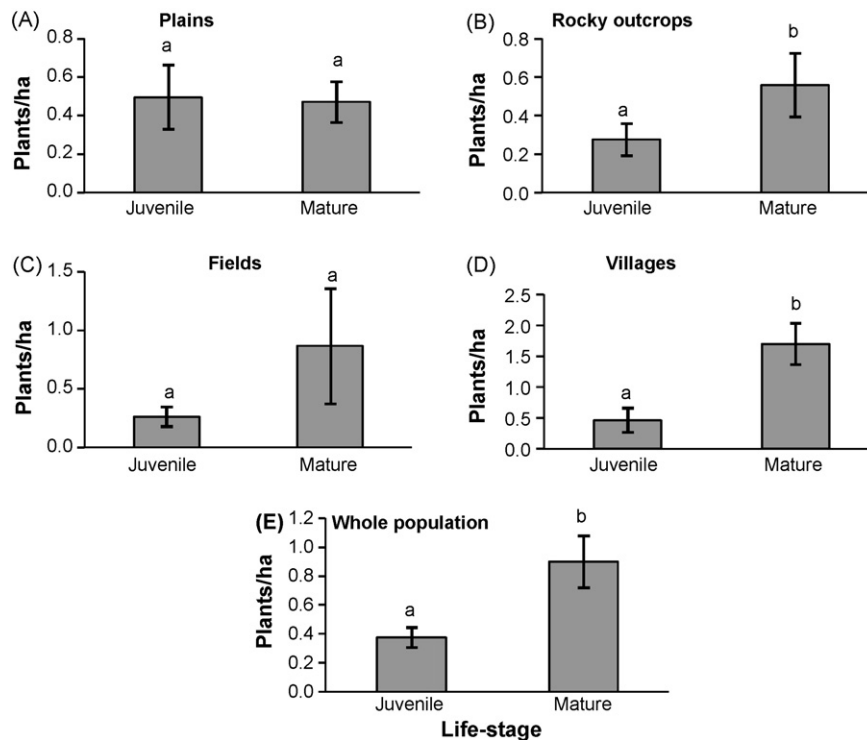 (A) Plains
a
a
Plants/ha
0.8
0.6
0.4
0.2
0.0
Juvenile Mature
(B) Rocky outcrops
a
b
Plants/ha
0.8
0.6
0.4
0.2
0.0
Juvenile Mature
(C) Fields
a
a
Plants/ha
1.5
1.0
0.5
0.0
Juvenile Mature
(D) Villages
a
b
Plants/ha
2.5
2.0
1.5
1.0
0.5
0.0
Juvenile Mature
(E) Whole population
a
b
Plants/ha
1.2
1.0
0.8
0.6
0.4
0.2
0.0
Juvenile Mature
Life-stage